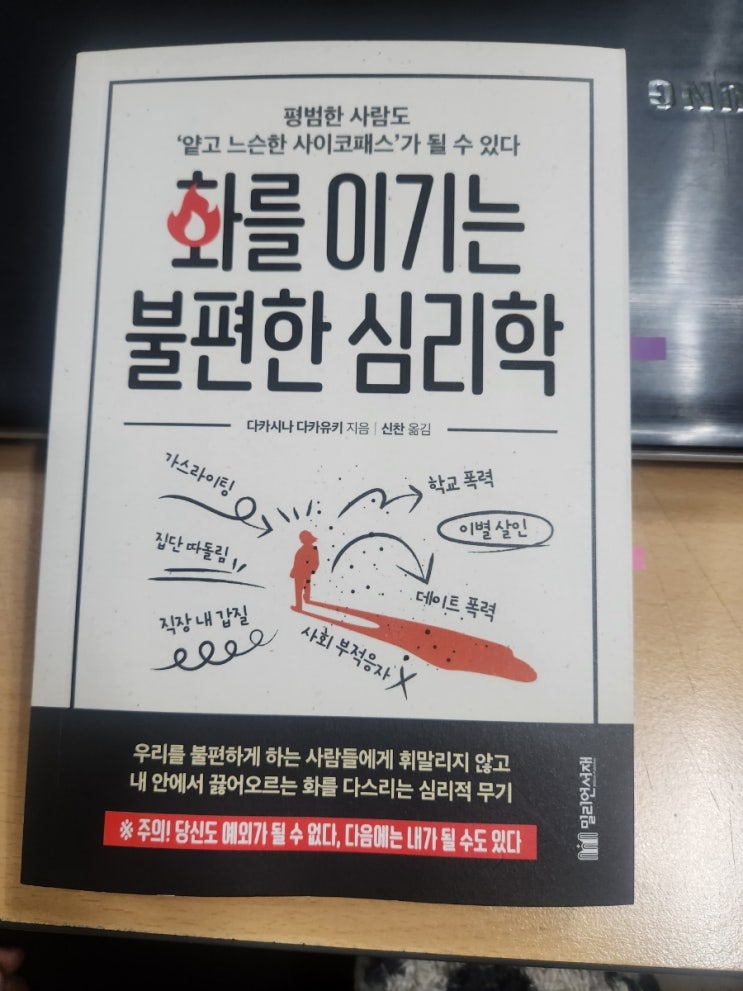 평범한 사람도
'얕고 느슨한 사이코패스'가 될 수 있다
화를 이기는
불편한 심리학
다카시나 다카유키 지음 | 신찬 옮김
가스라이팅
학교 폭력
이별 살인
집단 따돌림
데이트 폭력
직장 내 갑질
사회 부적응자
우리를 불편하게 하는 사람들에게 휘말리지 않고
내 안에서 끓어오르는 화를 다스리는 심리적 무기
※ 주의! 당신도 예외가 될 수 없다, 다음에는 내가 될 수도 있다
밀리언서재